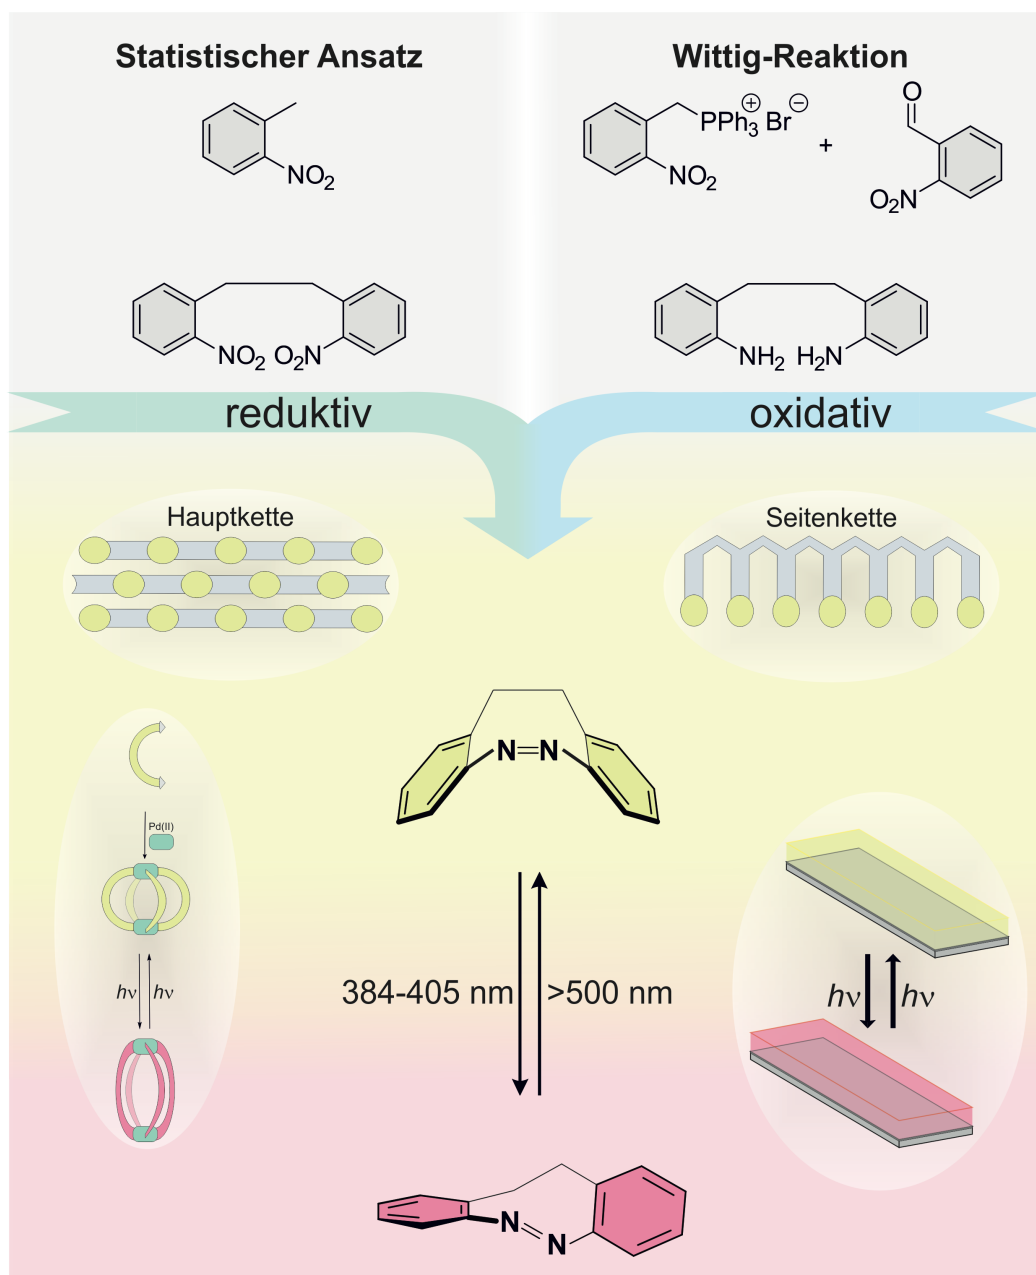 Statistischer Ansatz
Wittig-Reaktion
NO2
PPh3 + Br −
NO2
+
O
O2N
NO2 O2N
NH2 H2N
reduktiv
oxidativ
Hauptkette
Seitenkette
N=N
Pd(II)
hν hν
384-405 nm
>500 nm
hν hν
N=N